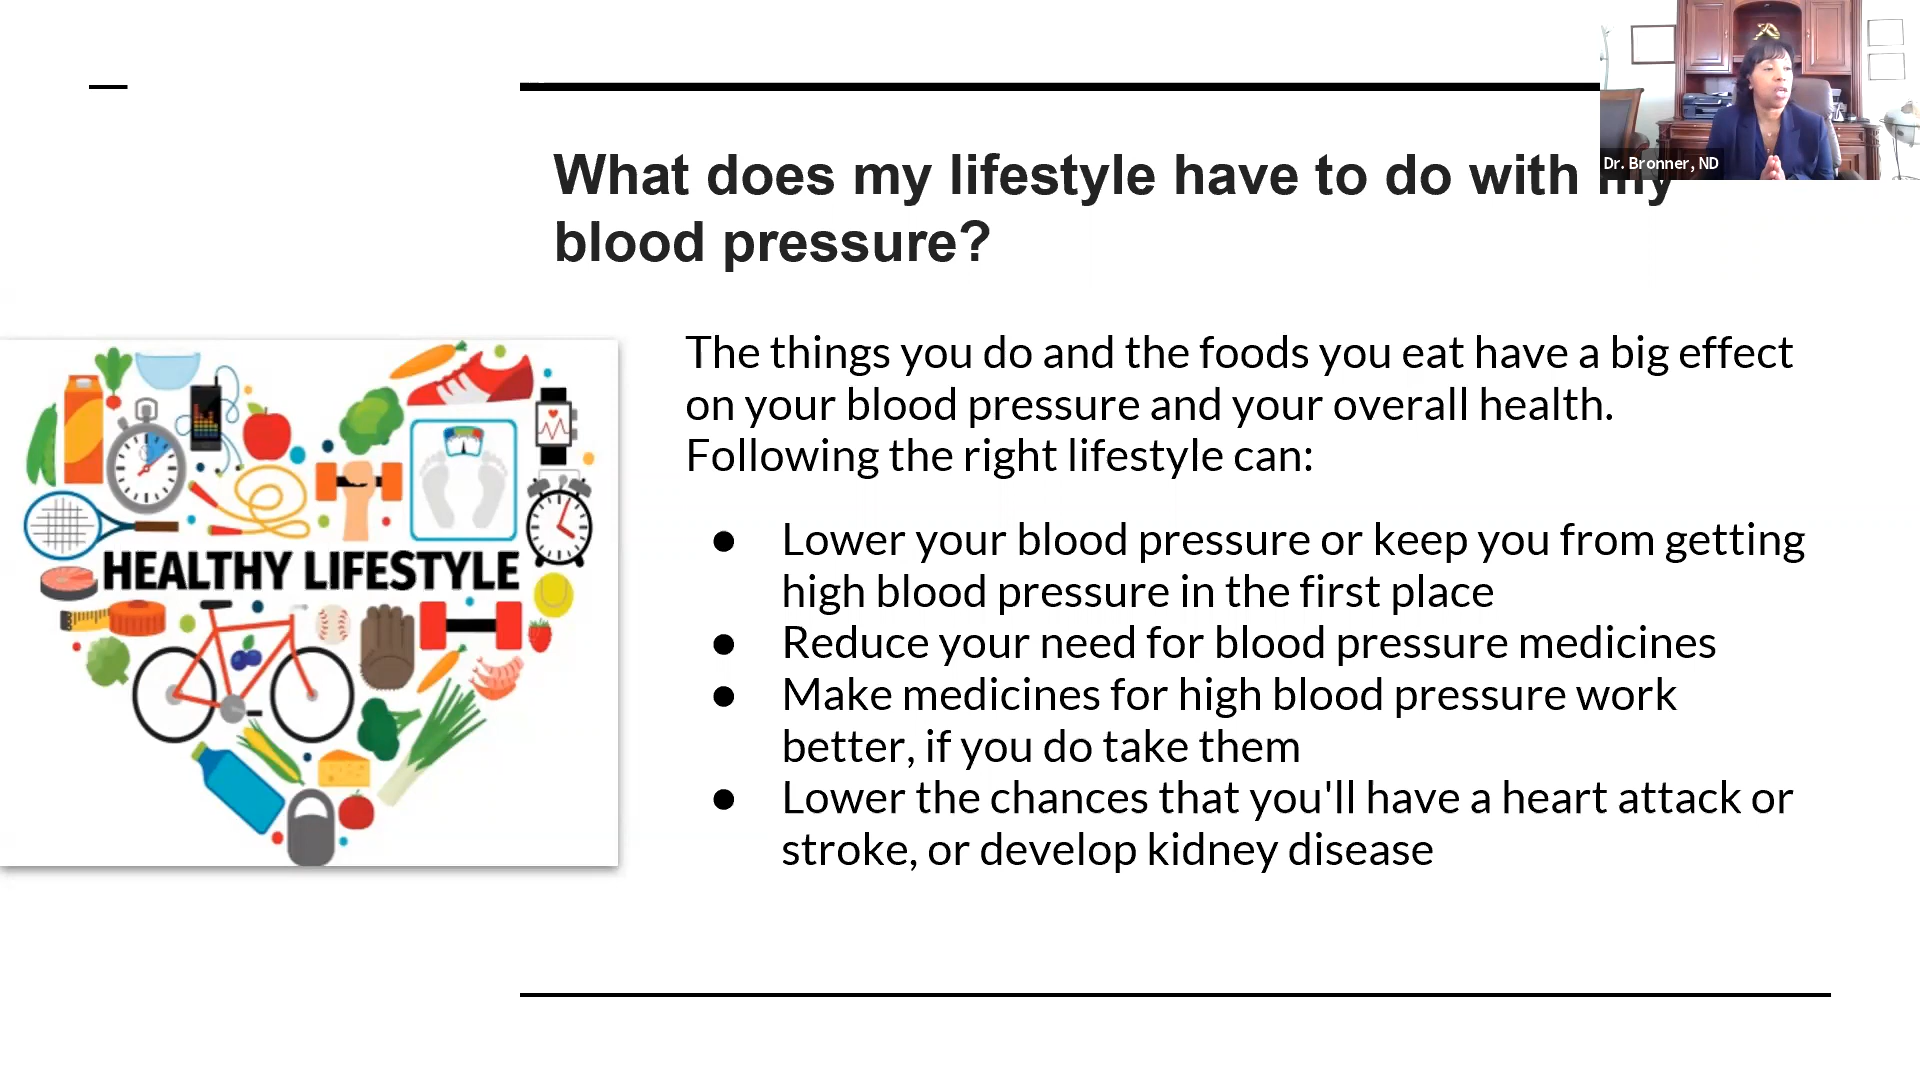 Dr. Bronner, ND
What does my lifestyle have to do with my
blood pressure?
The things you do and the foods you eat have a big effect
on your blood pressure and your overall health.
Following the right lifestyle can:
● Lower your blood pressure or keep you from getting
high blood pressure in the first place
● Reduce your need for blood pressure medicines
● Make medicines for high blood pressure work
better, if you do take them
● Lower the chances that you'll have a heart attack or
stroke, or develop kidney disease
HEALTHY LIFESTYLE